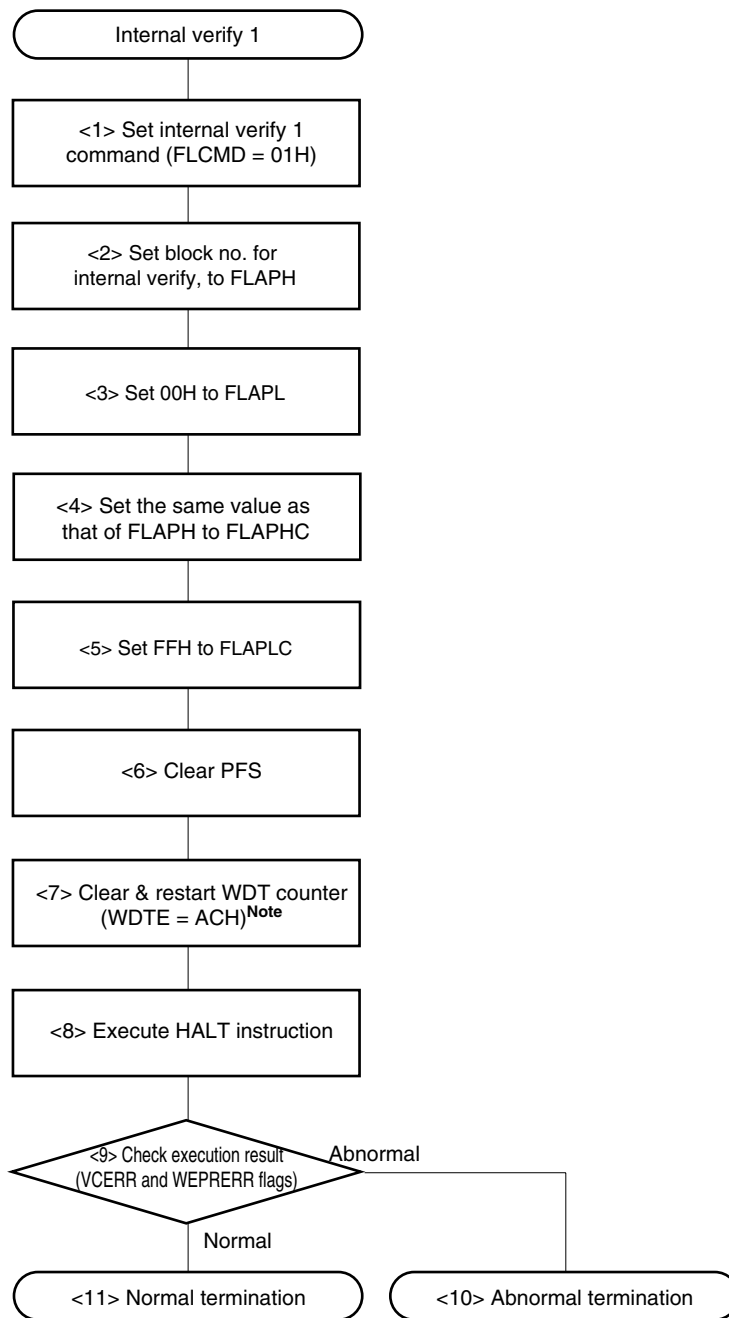 Internal verify 1
<1> Set internal verify 1
command (FLCMD = 01H)
<2> Set block no. for
internal verify, to FLAPH
<3> Set 00H to FLAPL
<4> Set the same value as
that of FLAPH to FLAPHC
<5> Set FFH to FLAPLC
<6> Clear PFS
<7> Clear & restart WDT counter
(WDTE = ACH)Note
<8> Execute HALT instruction
<9> Check execution result
(VCERR and WEPRERR flags)
Abnormal
Normal
<11> Normal termination
<10> Abnormal termination